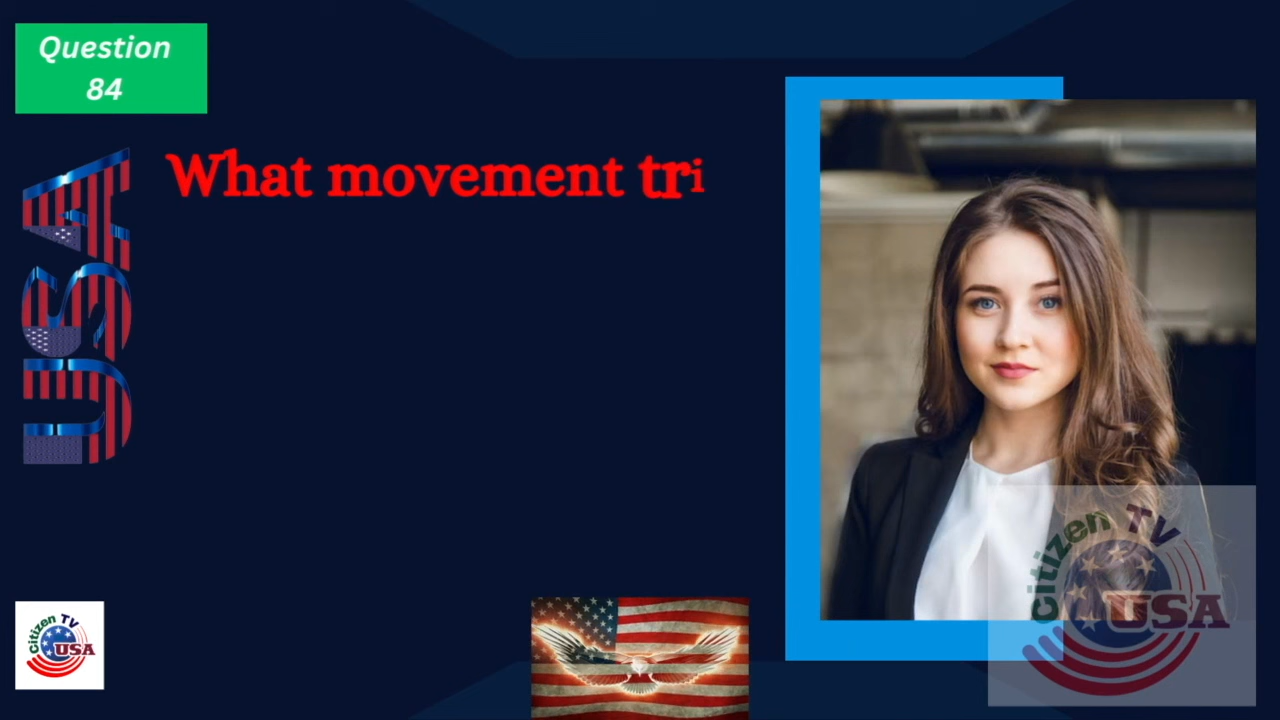 Question
84
What movement tri
USA
Citizen TV
USA
Citizen TV
USA